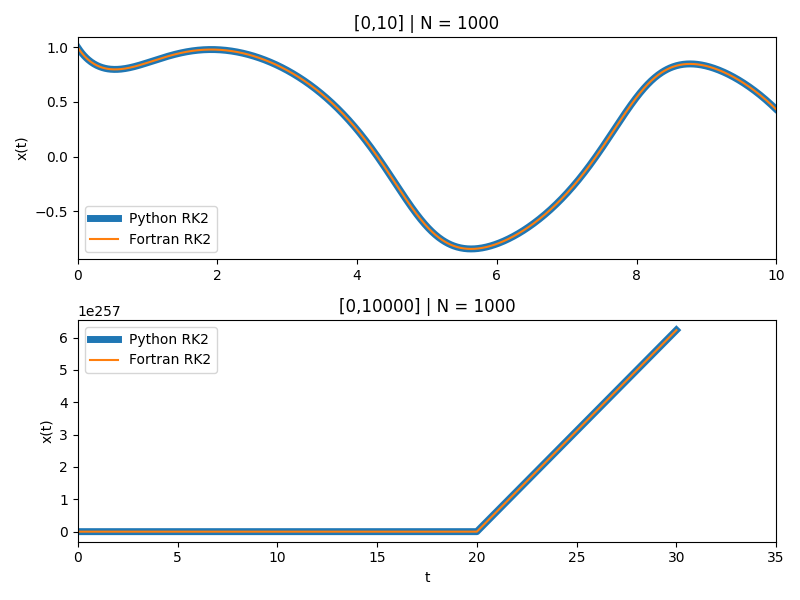 [0,10] | N = 1000
1.0
0.5
0.0
−0.5
x(t)
Python RK2
Fortran RK2
0 2 4 6 8 10
1e257
[0,10000] | N = 1000
6
5
4
3
2
1
0
x(t)
Python RK2
Fortran RK2
0 5 10 15 20 25 30 35
t